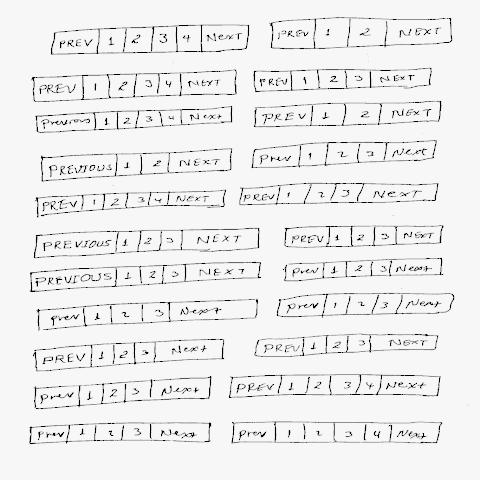 PREV 1 2 3 4 NexT PREV 1 2 NEXT
PREV 1 2 3 4 NEXT PREV 1 2 3 NEXT
Previous 1 2 3 4 Next PREV 1 2 NEXT
PREVIOUS 1 2 NEXT Prev 1 2 3 Next
PREV 1 2 3 4 NEXT PREV 1 2 3 NexT
PREVIOUS 1 2 3 NEXT PREV 1 2 3 NEXT
PREVIOUS 1 2 3 NEXT Prev 1 2 3 Next
Prev 1 2 3 Next Prev 1 2 3 Next
PREV 1 2 3 Next PREV 1 2 3 NEXT
Prev 1 2 3 Next PREV 1 2 3 4 Next
Prev 1 2 3 Next Prev 1 2 3 4 Next